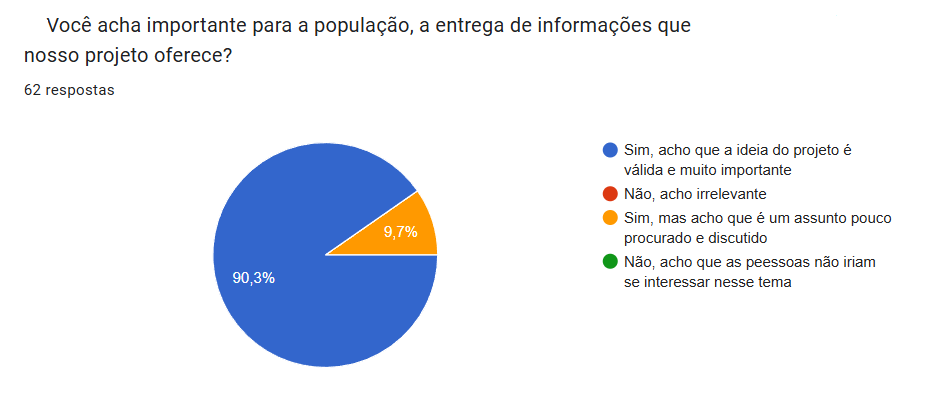 Você acha importante para a população, a entrega de informações que
nosso projeto oferece?
62 respostas
90,3%
9,7%
Sim, acho que a ideia do projeto é
válida e muito importante
Não, acho irrelevante
Sim, mas acho que é um assunto pouco
procurado e discutido
Não, acho que as peessoas não iriam
se interessar nesse tema